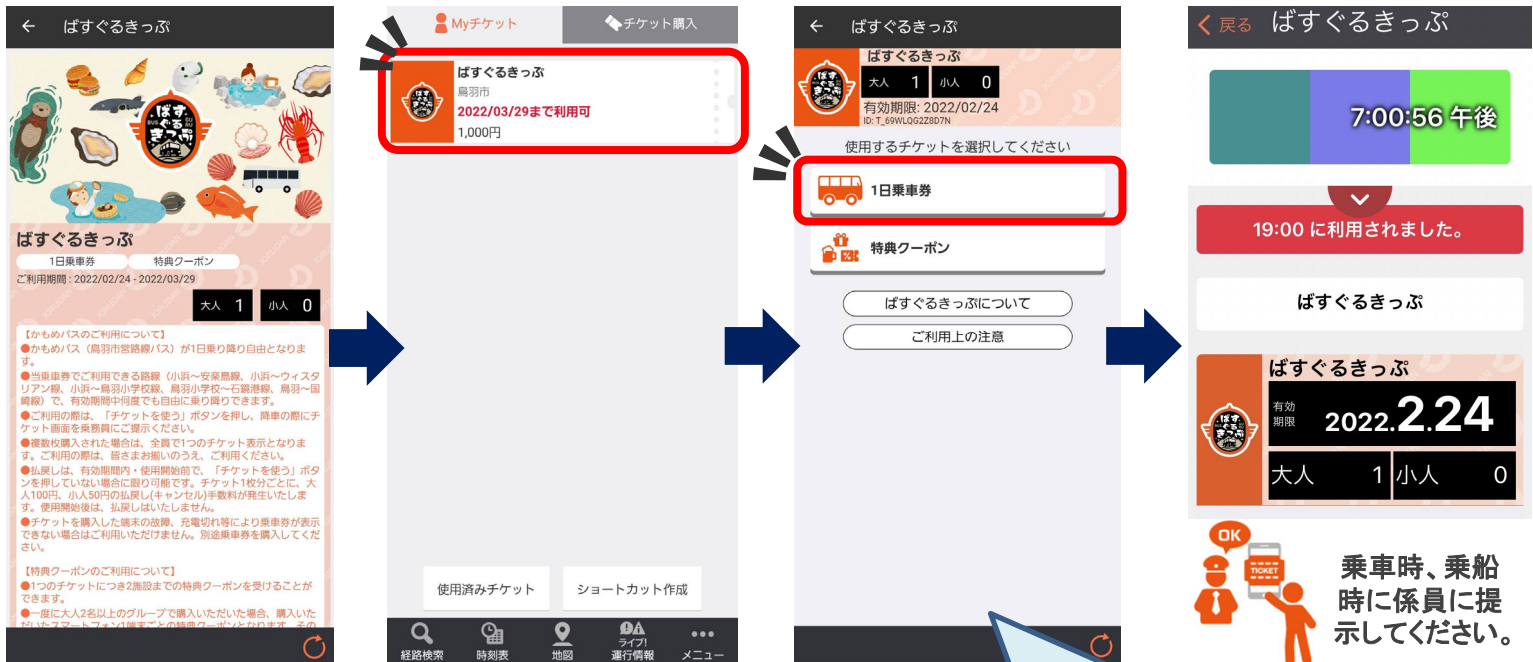 ← ばすぐるきっぷ
BUS ばす GURU
ぐる
きっぷ
ばすぐるきっぷ
1日乗車券 特典クーポン
ご利用期間 : 2022/02/24 - 2022/03/29
大人 1 小人 0
【かもめバスのご利用について】
●かもめバス（鳥羽市営路線バス）が1日乗り降り自由となりま
す。
●当乗車券でご利用できる路線（小浜～安楽島線、小浜～ウィスタ
リアン線、小浜～鳥羽小学校線、鳥羽小学校～石鏡港線、鳥羽～国
崎線）で、有効期間中何度でも自由に乗り降りできます。
●ご利用の際は、「チケットを使う」ボタンを押し、降車の際にチ
ケット画面を乗務員にご提示ください。
●複数枚購入された場合は、全員で1つのチケット表示となりま
す。ご利用の際は、皆さまお揃いのうえ、ご利用ください。
●払戻しは、有効期間内・使用開始前で、「チケットを使う」ボタ
ンを押していない場合に限り可能です。チケット1枚分ごとに、大
人100円、小人50円の払戻し(キャンセル)手数料が発生いたしま
す。使用開始後は、払戻しはいたしません。
●チケットを購入した端末の故障、充電切れ等により乗車券が表示
できない場合はご利用いただけません。別途乗車券を購入してくだ
さい。
【特典クーポンのご利用について】
●1つのチケットにつき2施設までの特典クーポンを受けることが
できます。
●一度に大人2名以上のグループで購入いただいた場合、購入いた
だいたスマートフォン1端末ごとの特典クーポンとなります。その
Myチケット チケット購入
ばす
ぐる
きっぷ
ばすぐるきっぷ
鳥羽市
2022/03/29まで利用可
1,000円
使用済みチケット ショートカット作成
経路検索 時刻表 地図 ライブ!
運行情報 メニュー
← ばすぐるきっぷ
ばす
ぐる
きっぷ
ばすぐるきっぷ
大人 1 小人 0
有効期限: 2022/02/24
ID: T_69WLQG2Z8D7N
使用するチケットを選択してください
1日乗車券
特典クーポン
ばすぐるきっぷについて
ご利用上の注意
戻る ばすぐるきっぷ
7:00:56 午後
19:00 に利用されました。
ばすぐるきっぷ
ばす
ぐる
きっぷ
ばすぐるきっぷ
有効
期限 2022.2.24
大人 1 小人 0
OK
TICKET
乗車時、乗船
時に係員に提
示してください。